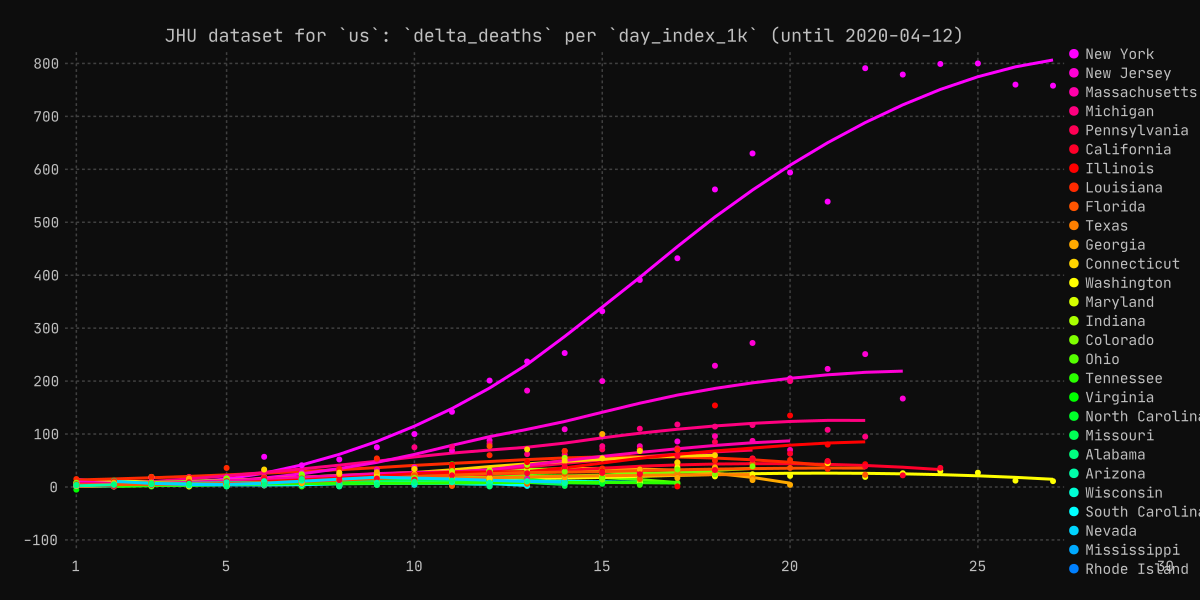 JHU dataset for `us`: `delta_deaths` per `day_index_1k` (until 2020-04-12)
800
700
600
500
400
300
200
100
0
-100
1 5 10 15 20 25 30
New York
New Jersey
Massachusetts
Michigan
Pennsylvania
California
Illinois
Louisiana
Florida
Texas
Georgia
Connecticut
Washington
Maryland
Indiana
Colorado
Ohio
Tennessee
Virginia
North Carolina
Missouri
Alabama
Arizona
Wisconsin
South Carolina
Nevada
Mississippi
Rhode Island